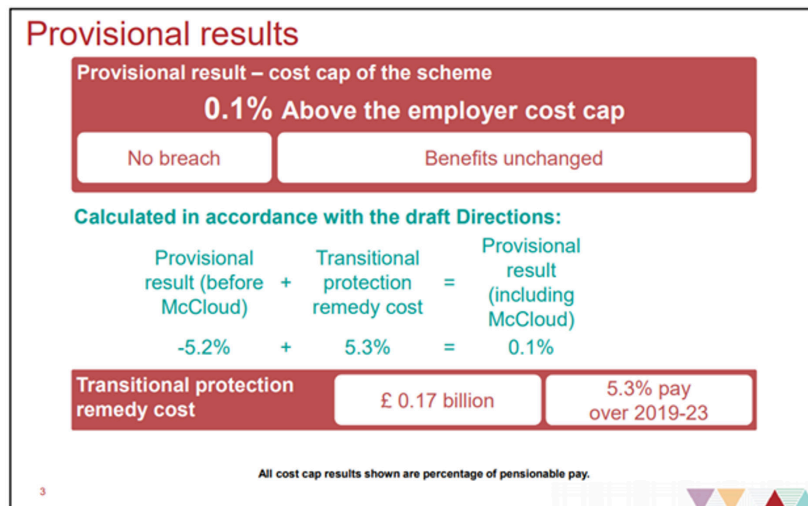 Provisional results
Provisional result – cost cap of the scheme
0.1% Above the employer cost cap
No breach
Benefits unchanged
Calculated in accordance with the draft Directions:
Provisional
result (before
McCloud)
+
Transitional
protection
remedy cost
=
Provisional
result
(including
McCloud)
-5.2%
+
5.3%
=
0.1%
Transitional protection
remedy cost
£ 0.17 billion
5.3% pay
over 2019-23
All cost cap results shown are percentage of pensionable pay.
3